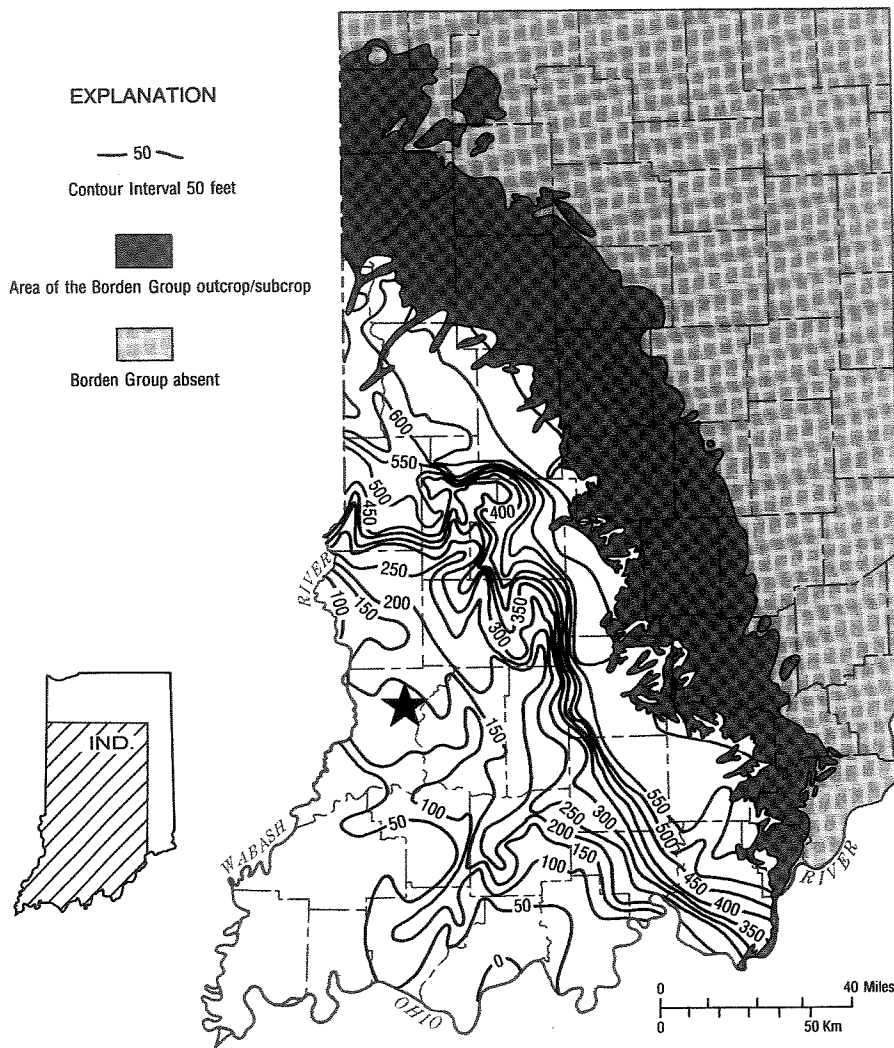 EXPLANATION
50
Contour Interval 50 feet
Area of the Borden Group outcrop/subcrop
Borden Group absent
600
550
500
450
400
RIVER
250
200
150
100
350
300
IND.
150
100
50
WABASH
250
300
200
150
100
50
0
550
500
450
400
350
RIVER
OHIO
0 40 Miles
0 50 Km